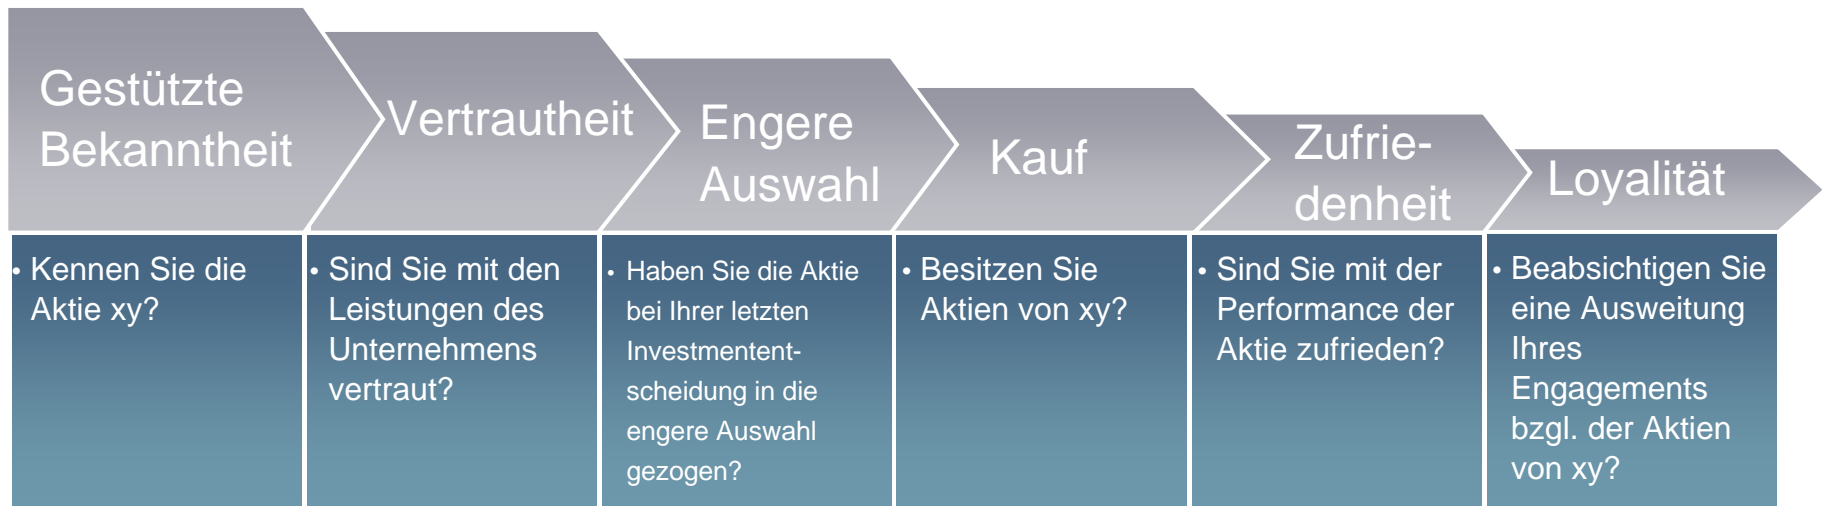 Gestützte
Bekanntheit
Vertrautheit
Engere
Auswahl
Kauf
Zufrie-
denheit
Loyalität
• Kennen Sie die
Aktie xy?
• Sind Sie mit den
Leistungen des
Unternehmens
vertraut?
• Haben Sie die Aktie
bei Ihrer letzten
Investmentent-
scheidung in die
engere Auswahl
gezogen?
• Besitzen Sie
Aktien von xy?
• Sind Sie mit der
Performance der
Aktie zufrieden?
• Beabsichtigen Sie
eine Ausweitung
Ihres
Engagements
bzgl. der Aktien
von xy?